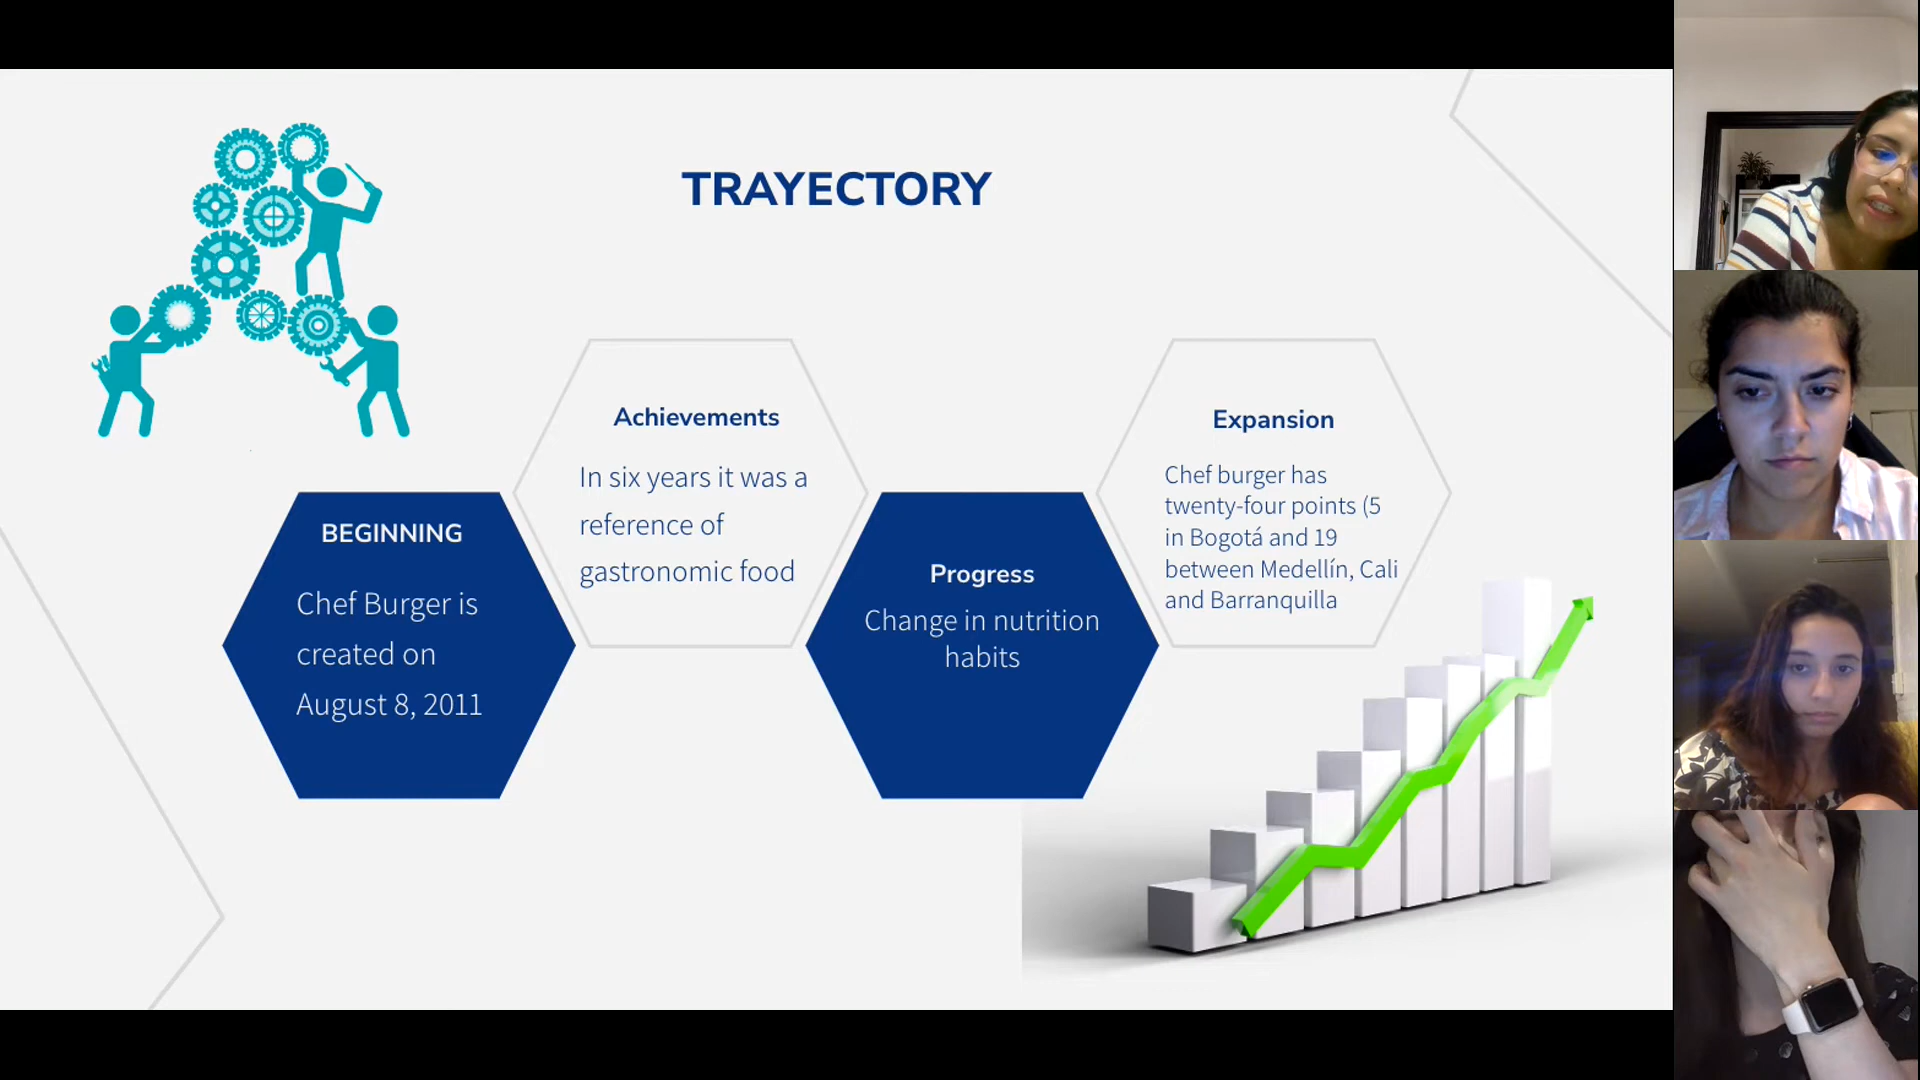 TRAYECTORY
BEGINNING
Chef Burger is
created on
August 8, 2011
Achievements
In six years it was a
reference of
gastronomic food
Progress
Change in nutrition
habits
Expansion
Chef burger has
twenty-four points (5
in Bogotá and 19
between Medellín, Cali
and Barranquilla